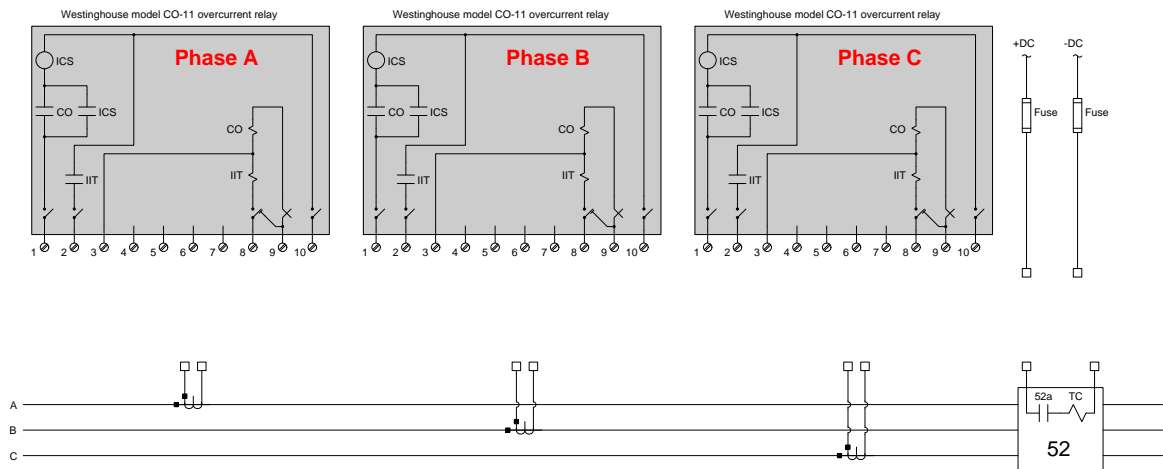 Westinghouse model CO-11 overcurrent relay
Westinghouse model CO-11 overcurrent relay
Westinghouse model CO-11 overcurrent relay
+DC -DC
Phase A
Phase B
Phase C
ICS
ICS
ICS
CO ICS
CO ICS
CO ICS
Fuse Fuse
CO
CO
CO
IIT IIT
IIT IIT
IIT IIT
1 2 3 4 5 6 7 8 9 10
1 2 3 4 5 6 7 8 9 10
1 2 3 4 5 6 7 8 9 10
52a TC
A
B
52
C